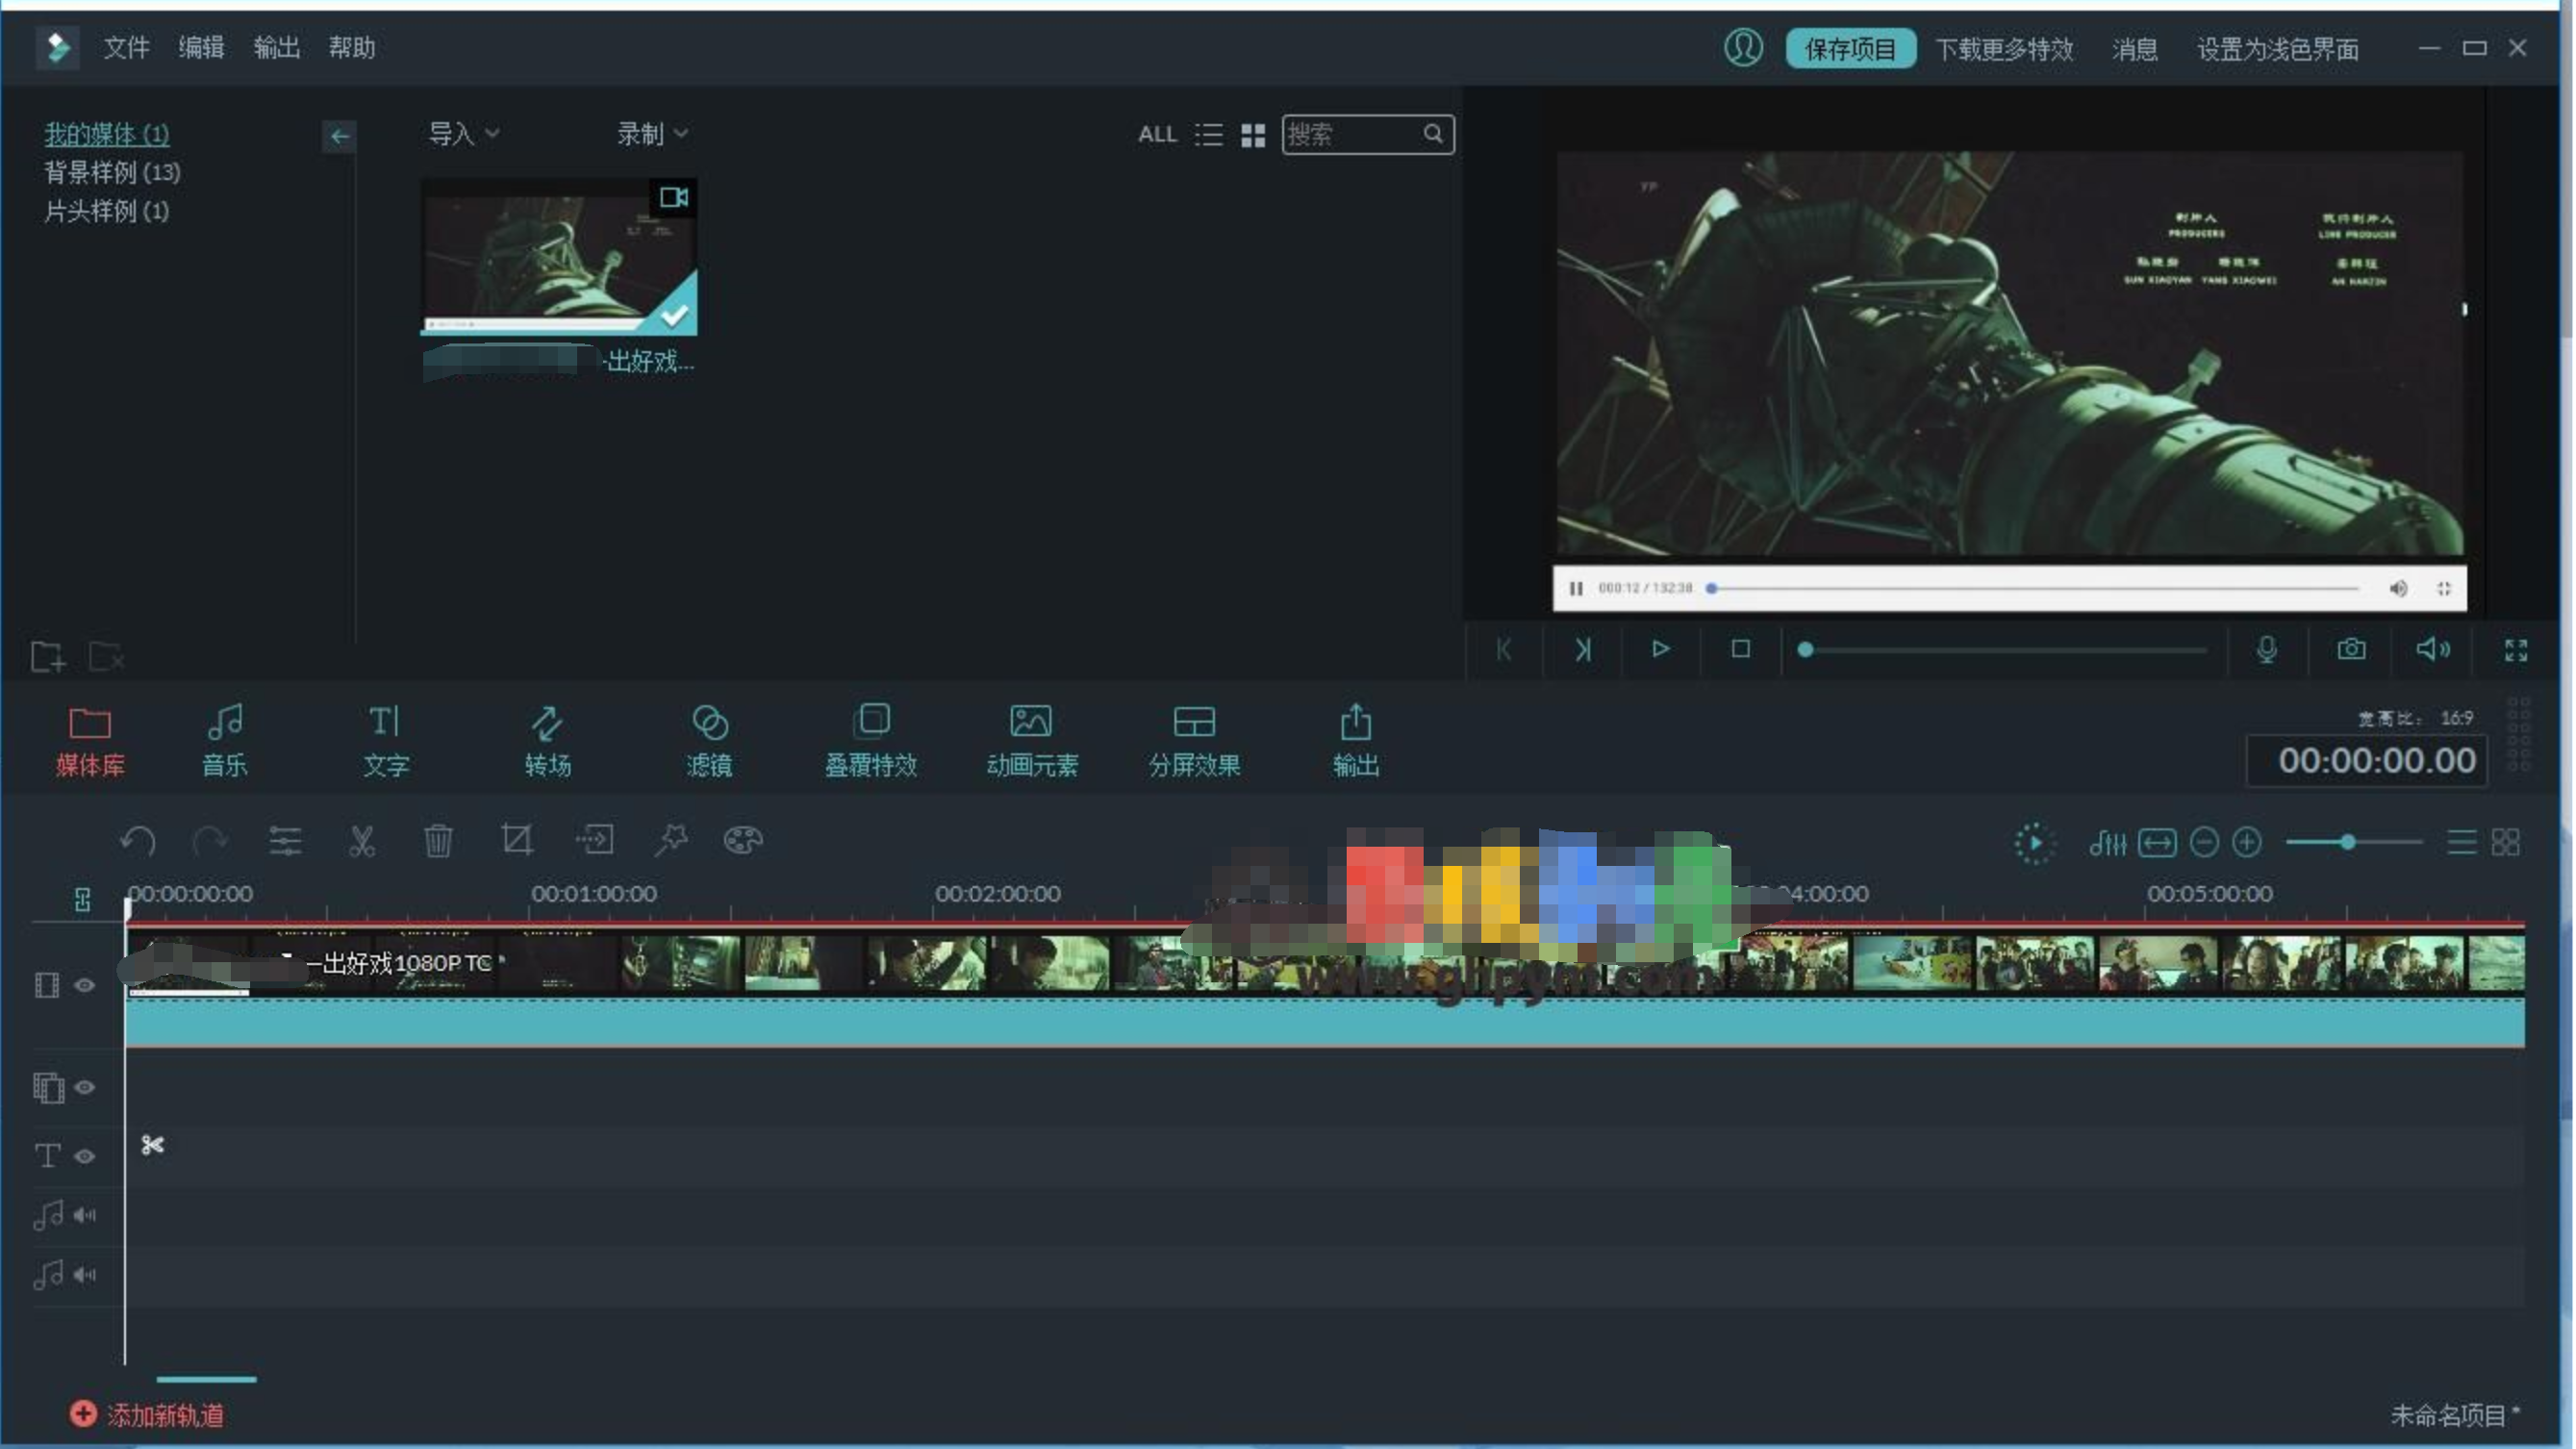 文件 编辑 输出 帮助
保存项目 下载更多特效 消息 设置为浅色界面
我的媒体 (1)
背景样例 (13)
片头样例 (1)
导入 录制 ALL 搜索
一出好戏...
制片人
PRODUCERS
SUN XIAOYAN YANG XIAOWEI
执行制片人
LINE PRODUCER
AN HANJIN
000:12 / 132:38
媒体库 音乐 文字 转场 滤镜 叠覆特效 动画元素 分屏效果 输出
宽高比： 16:9
00:00:00.00
00:00:00:00 00:01:00:00 00:02:00:00 4:00:00 00:05:00:00
一出好戏1080P TC
www.ghpym.com
添加新轨道
未命名项目 *